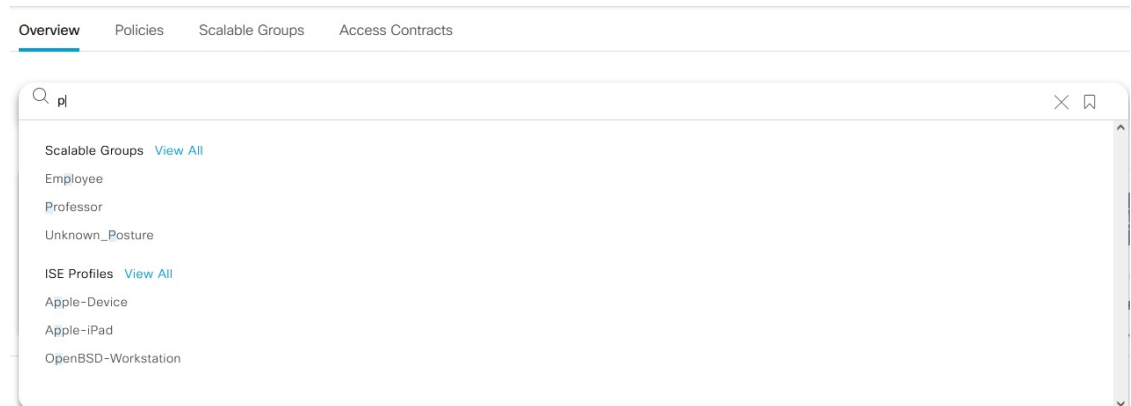 Overview Policies Scalable Groups Access Contracts
p
Scalable Groups View All
Employee
Professor
Unknown_Posture
ISE Profiles View All
Apple-Device
Apple-iPad
OpenBSD-Workstation